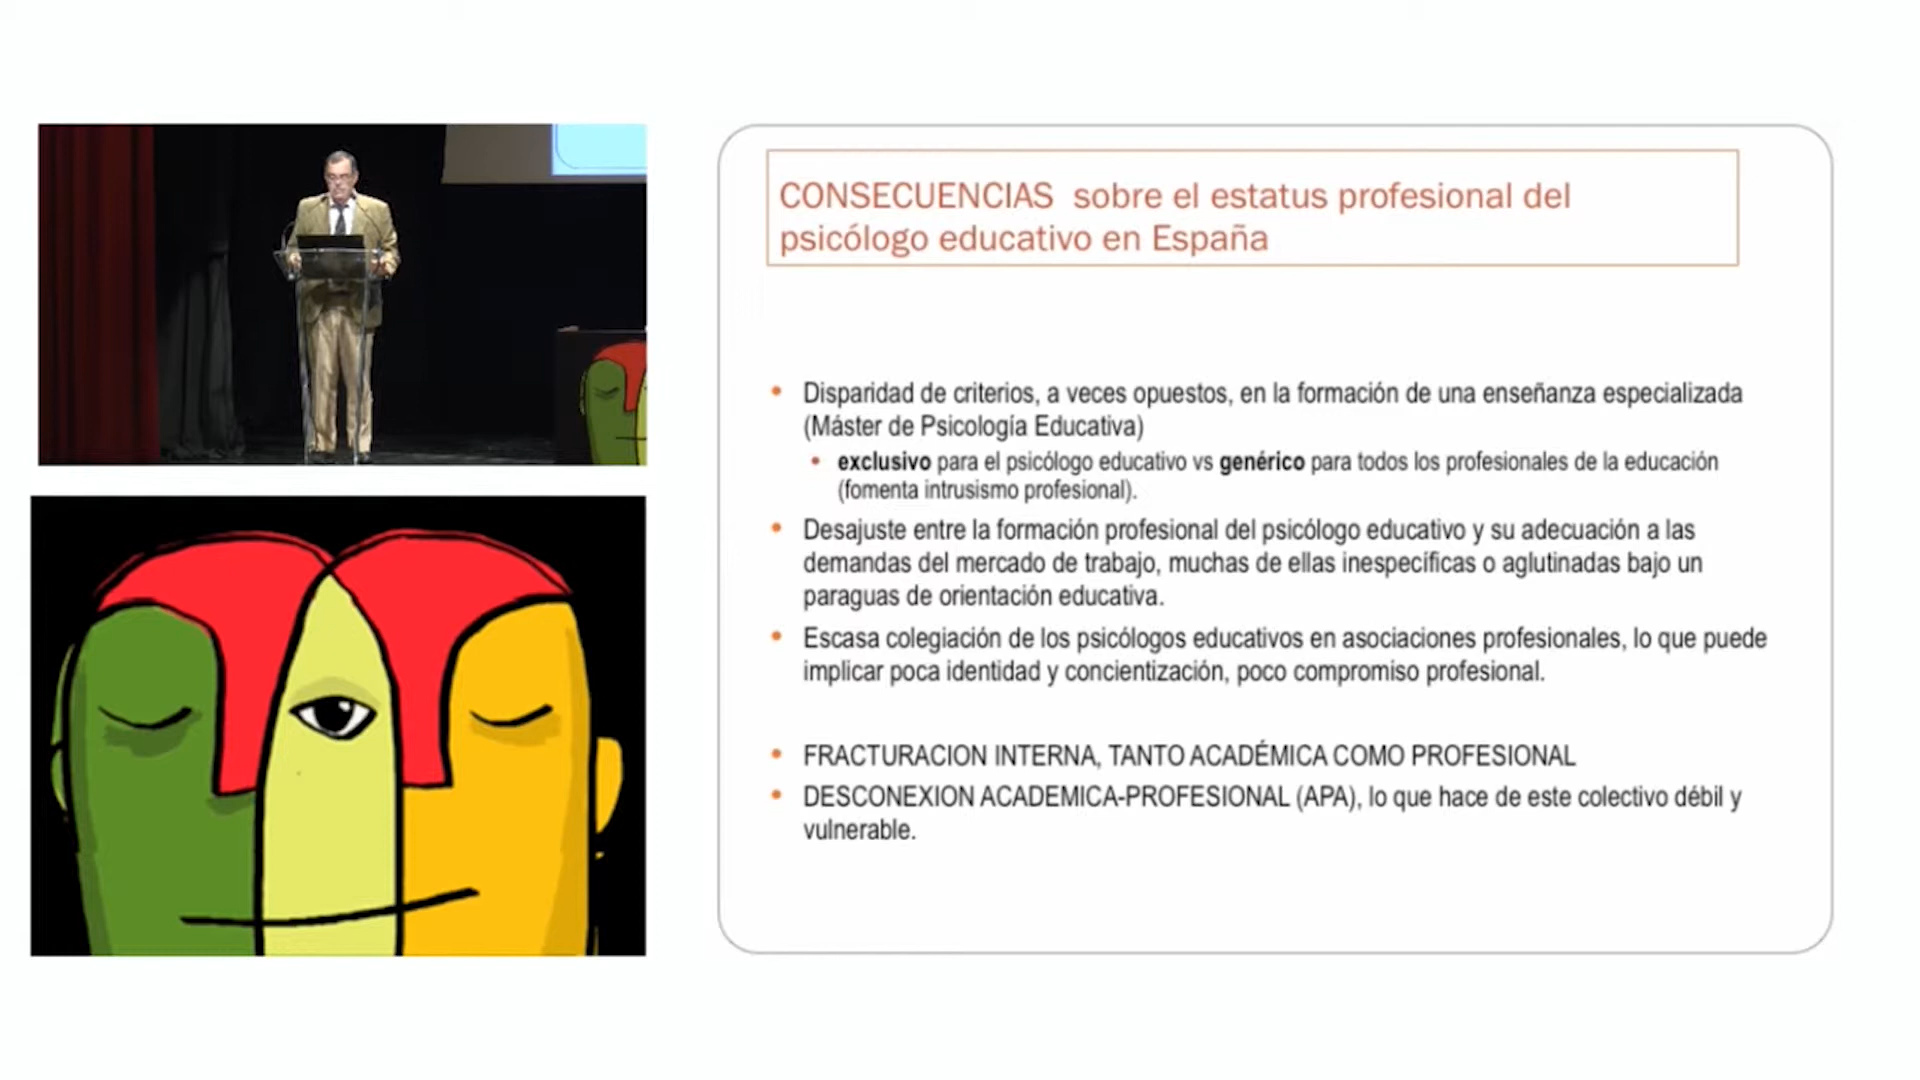 CONSECUENCIAS  sobre el estatus profesional del
psicólogo educativo en España
• Disparidad de criterios, a veces opuestos, en la formación de una enseñanza especializada
(Máster de Psicología Educativa)
• exclusivo para el psicólogo educativo vs genérico para todos los profesionales de la educación
(fomenta intrusismo profesional).
• Desajuste entre la formación profesional del psicólogo educativo y su adecuación a las
demandas del mercado de trabajo, muchas de ellas inespecíficas o aglutinadas bajo un
paraguas de orientación educativa.
• Escasa colegiación de los psicólogos educativos en asociaciones profesionales, lo que puede
implicar poca identidad y concientización, poco compromiso profesional.
• FRACTURACION INTERNA, TANTO ACADÉMICA COMO PROFESIONAL
• DESCONEXION ACADEMICA-PROFESIONAL (APA), lo que hace de este colectivo débil y
vulnerable.